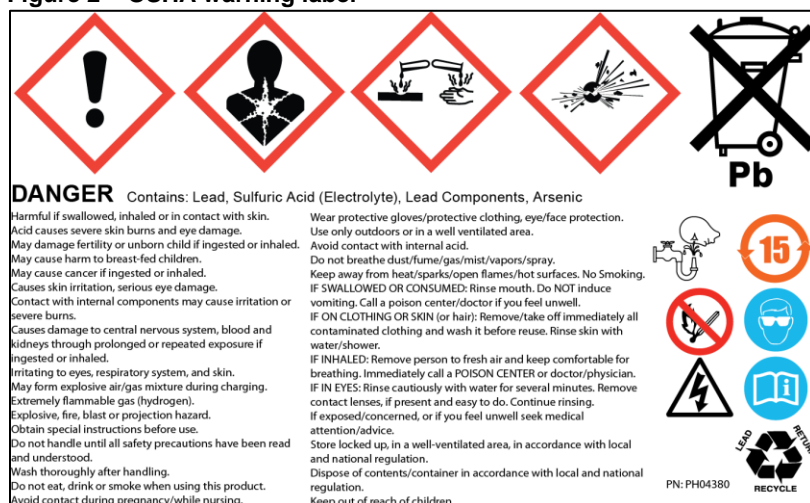 Pb
DANGER Contains: Lead, Sulfuric Acid (Electrolyte), Lead Components, Arsenic
Harmful if swallowed, inhaled or in contact with skin.
Acid causes severe skin burns and eye damage.
May damage fertility or unborn child if ingested or inhaled.
May cause harm to breast-fed children.
May cause cancer if ingested or inhaled.
Causes skin irritation, serious eye damage.
Contact with internal components may cause irritation or
severe burns.
Causes damage to central nervous system, blood and
kidneys through prolonged or repeated exposure if
ingested or inhaled.
Irritating to eyes, respiratory system, and skin.
May form explosive air/gas mixture during charging.
Extremely flammable gas (hydrogen).
Explosive, fire, blast or projection hazard.
Obtain special instructions before use.
Do not handle until all safety precautions have been read
and understood.
Wash thoroughly after handling.
Do not eat, drink or smoke when using this product.
Avoid contact during pregnancy/while nursing.
Wear protective gloves/protective clothing, eye/face protection.
Use only outdoors or in a well ventilated area.
Avoid contact with internal acid.
Do not breathe dust/fume/gas/mist/vapors/spray.
Keep away from heat/sparks/open flames/hot surfaces. No Smoking.
IF SWALLOWED OR CONSUMED: Rinse mouth. Do NOT induce
vomiting. Call a poison center/doctor if you feel unwell.
IF ON CLOTHING OR SKIN (or hair): Remove/take off immediately all
contaminated clothing and wash it before reuse. Rinse skin with
water/shower.
IF INHALED: Remove person to fresh air and keep comfortable for
breathing. Immediately call a POISON CENTER or doctor/physician.
IF IN EYES: Rinse cautiously with water for several minutes. Remove
contact lenses, if present and easy to do. Continue rinsing.
If exposed/concerned, or if you feel unwell seek medical
attention/advice.
Store locked up, in a well-ventilated area, in accordance with local
and national regulation.
Dispose of contents/container in accordance with local and national
regulation.
Keep out of reach of children.
15
LEAD
RETURN
RECYCLE
PN: PH04380